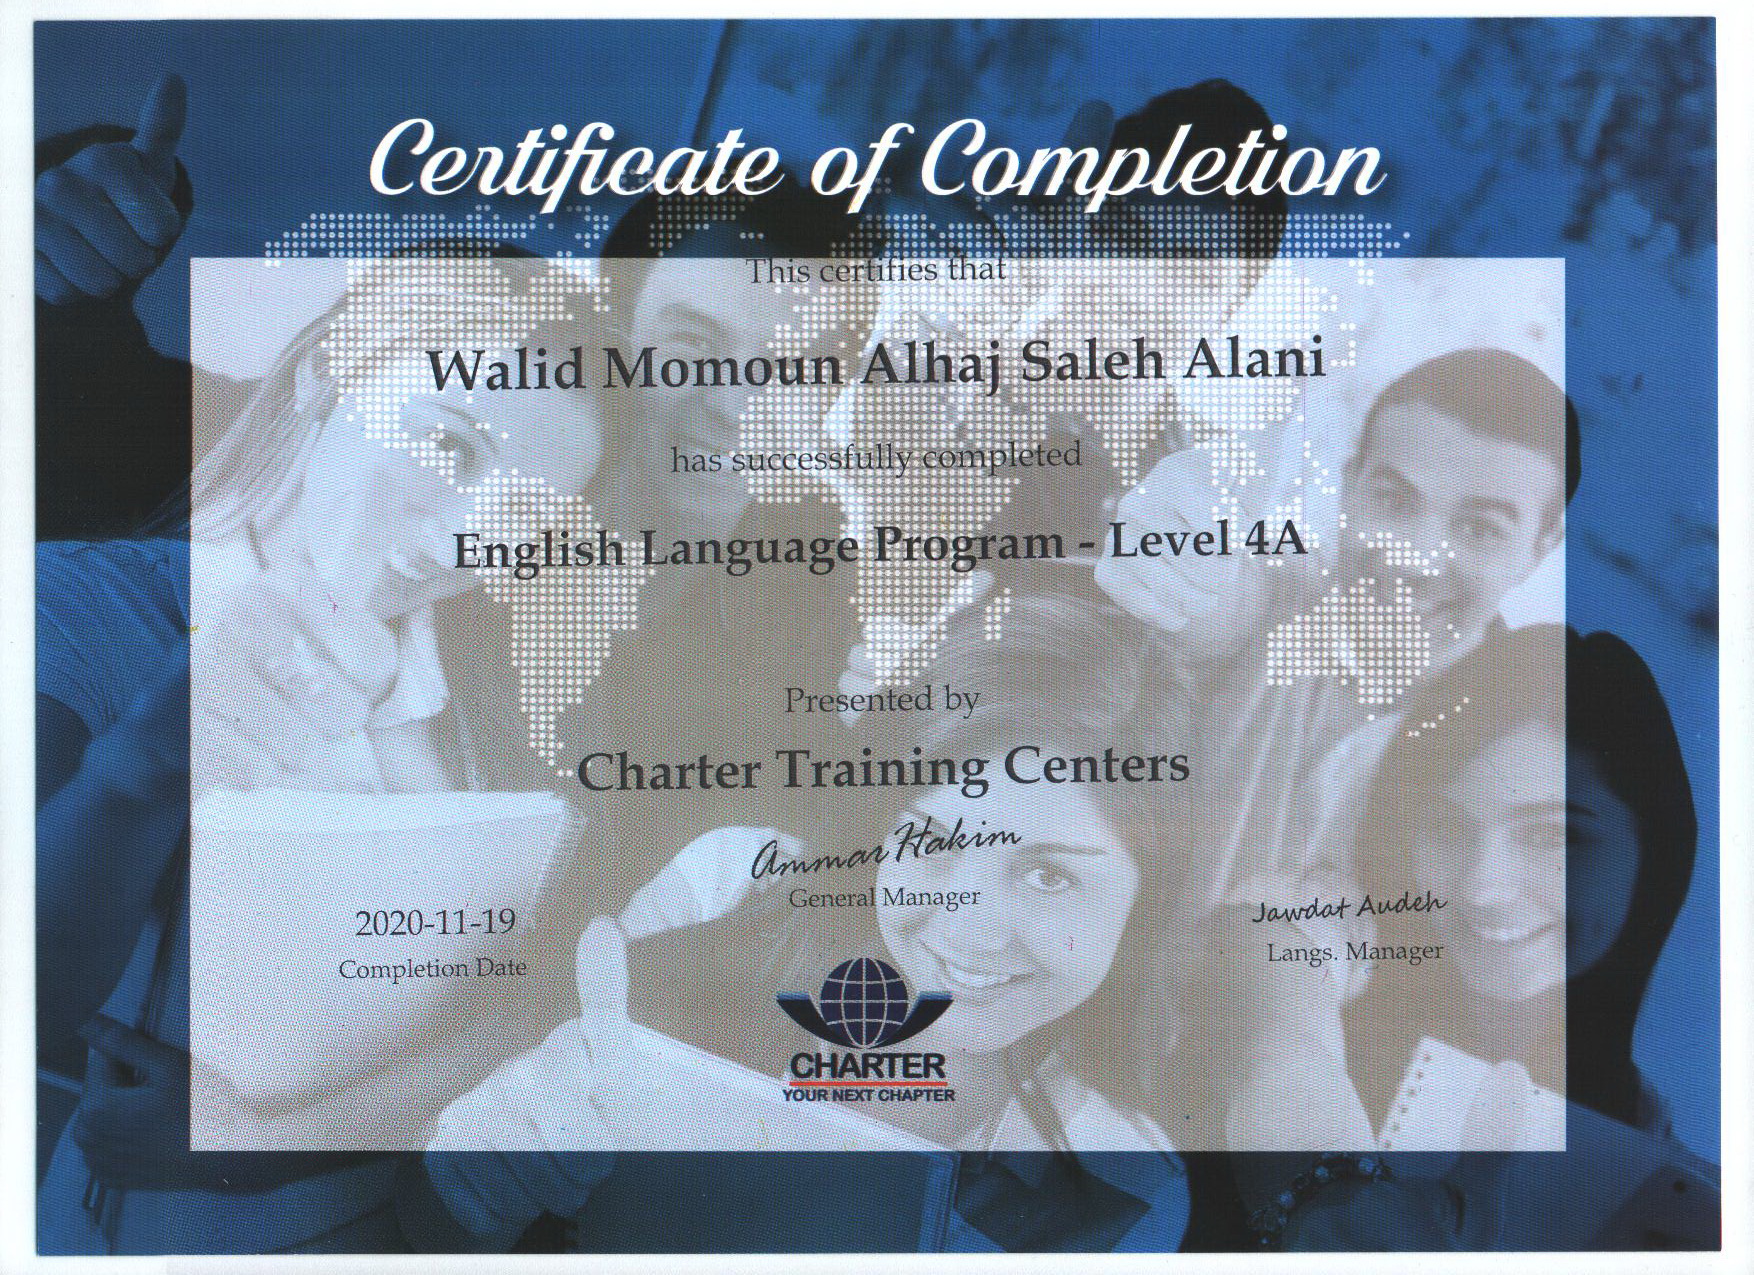 Certificate of Completion
This certifies that
Walid Momoun Alhaj Saleh Alani
has successfully completed
English Language Program - Level 4A
Presented by
Charter Training Centers
Ammar Hakim
General Manager
2020-11-19
Completion Date
Jawdat Audeh
Langs. Manager
CHARTER
YOUR NEXT CHAPTER